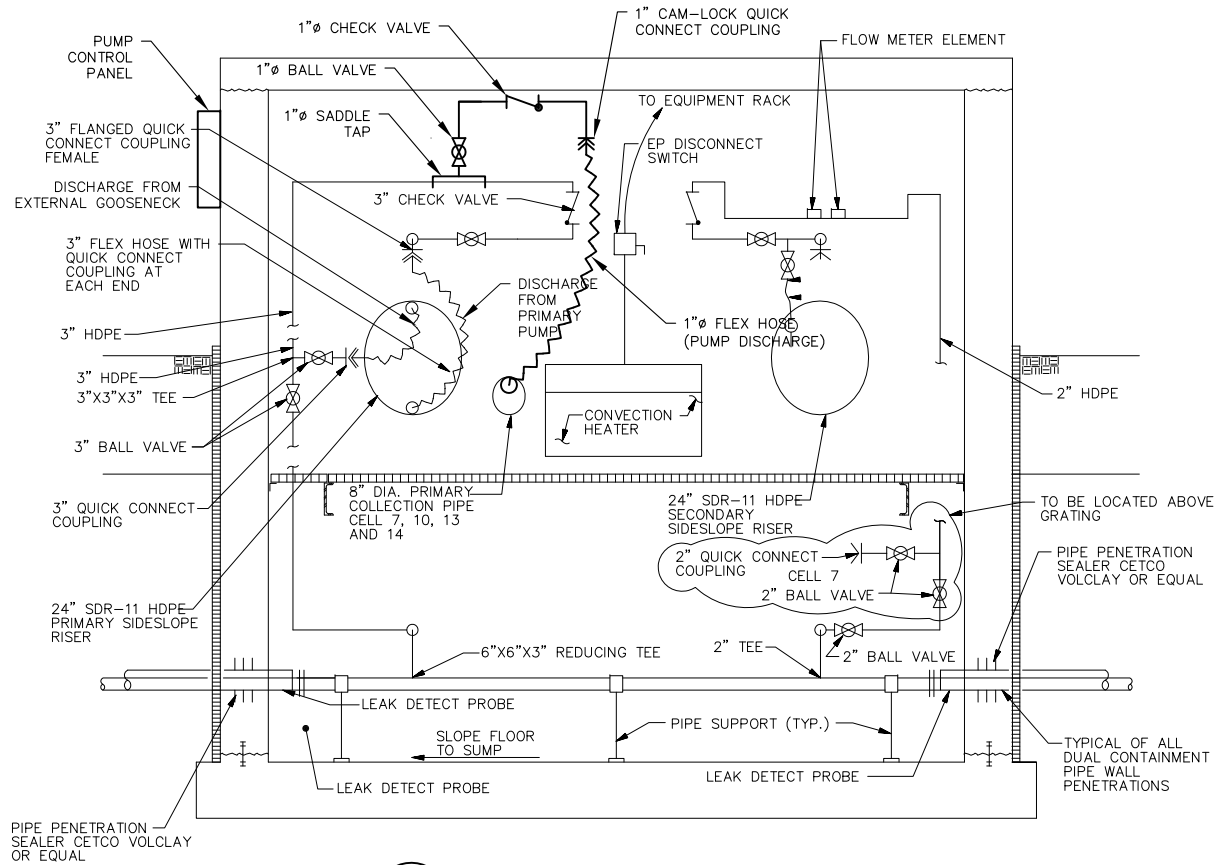 1" CAM-LOCK QUICK
CONNECT COUPLING
1"ø CHECK VALVE
FLOW METER ELEMENT
PUMP
CONTROL
PANEL
1"ø BALL VALVE
TO EQUIPMENT RACK
1"ø SADDLE
TAP
3" FLANGED QUICK
CONNECT COUPLING
FEMALE
EP DISCONNECT
SWITCH
DISCHARGE FROM
EXTERNAL GOOSENECK
3" CHECK VALVE
3" FLEX HOSE WITH
QUICK CONNECT
COUPLING AT
EACH END
DISCHARGE
FROM
PRIMARY
PUMP
1"ø FLEX HOSE
(PUMP DISCHARGE)
3" HDPE
3" HDPE
3"X3"X3" TEE
2" HDPE
CONVECTION
HEATER
3" BALL VALVE
3" QUICK CONNECT
COUPLING
8" DIA. PRIMARY
COLLECTION PIPE
CELL 7, 10, 13
AND 14
24" SDR-11 HDPE
SECONDARY
SIDESLOPE RISER
TO BE LOCATED ABOVE
GRATING
2" QUICK CONNECT
COUPLING
CELL 7
2" BALL VALVE
PIPE PENETRATION
SEALER CETCO
VOLCLAY OR EQUAL
24" SDR-11 HDPE
PRIMARY SIDESLOPE
RISER
6"X6"X3" REDUCING TEE
2" TEE
2" BALL VALVE
LEAK DETECT PROBE
PIPE SUPPORT (TYP.)
SLOPE FLOOR
TO SUMP
LEAK DETECT PROBE
LEAK DETECT PROBE
TYPICAL OF ALL
DUAL CONTAINMENT
PIPE WALL
PENETRATIONS
PIPE PENETRATION
SEALER CETCO VOLCLAY
OR EQUAL